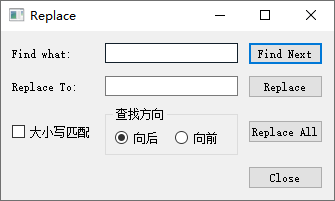 Replace
Find what:
Find Next
Replace To:
Replace
查找方向
大小写匹配
向后
向前
Replace All
Close